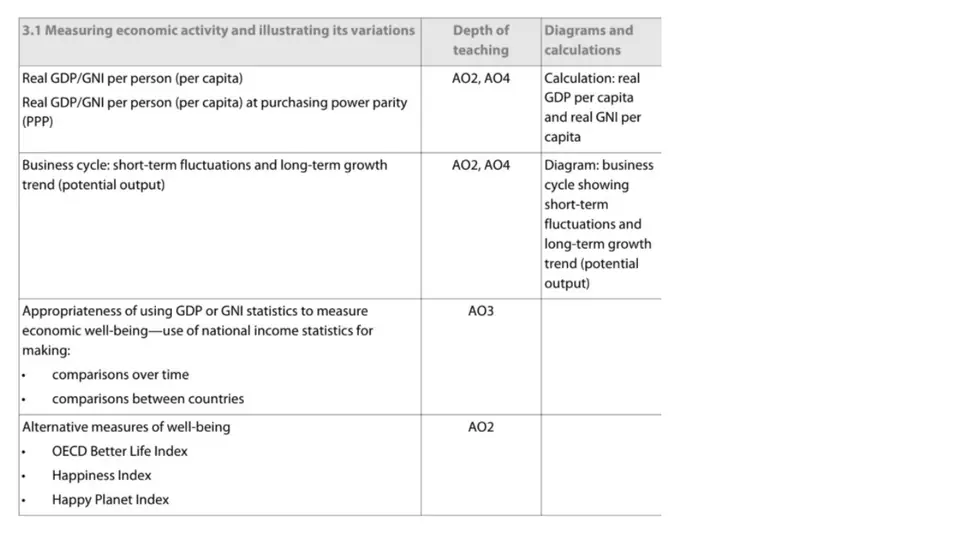 3.1 Measuring economic activity and illustrating its variations
Depth of
teaching
Diagrams and
calculations
Real GDP/GNI per person (per capita)
Real GDP/GNI per person (per capita) at purchasing power parity
(PPP)
AO2, AO4
Calculation: real
GDP per capita
and real GNI per
capita
Business cycle: short-term fluctuations and long-term growth
trend (potential output)
AO2, AO4
Diagram: business
cycle showing
short-term
fluctuations and
long-term growth
trend (potential
output)
Appropriateness of using GDP or GNI statistics to measure
economic well-being—use of national income statistics for
making:
• comparisons over time
• comparisons between countries
AO3
Alternative measures of well-being
• OECD Better Life Index
• Happiness Index
• Happy Planet Index
AO2